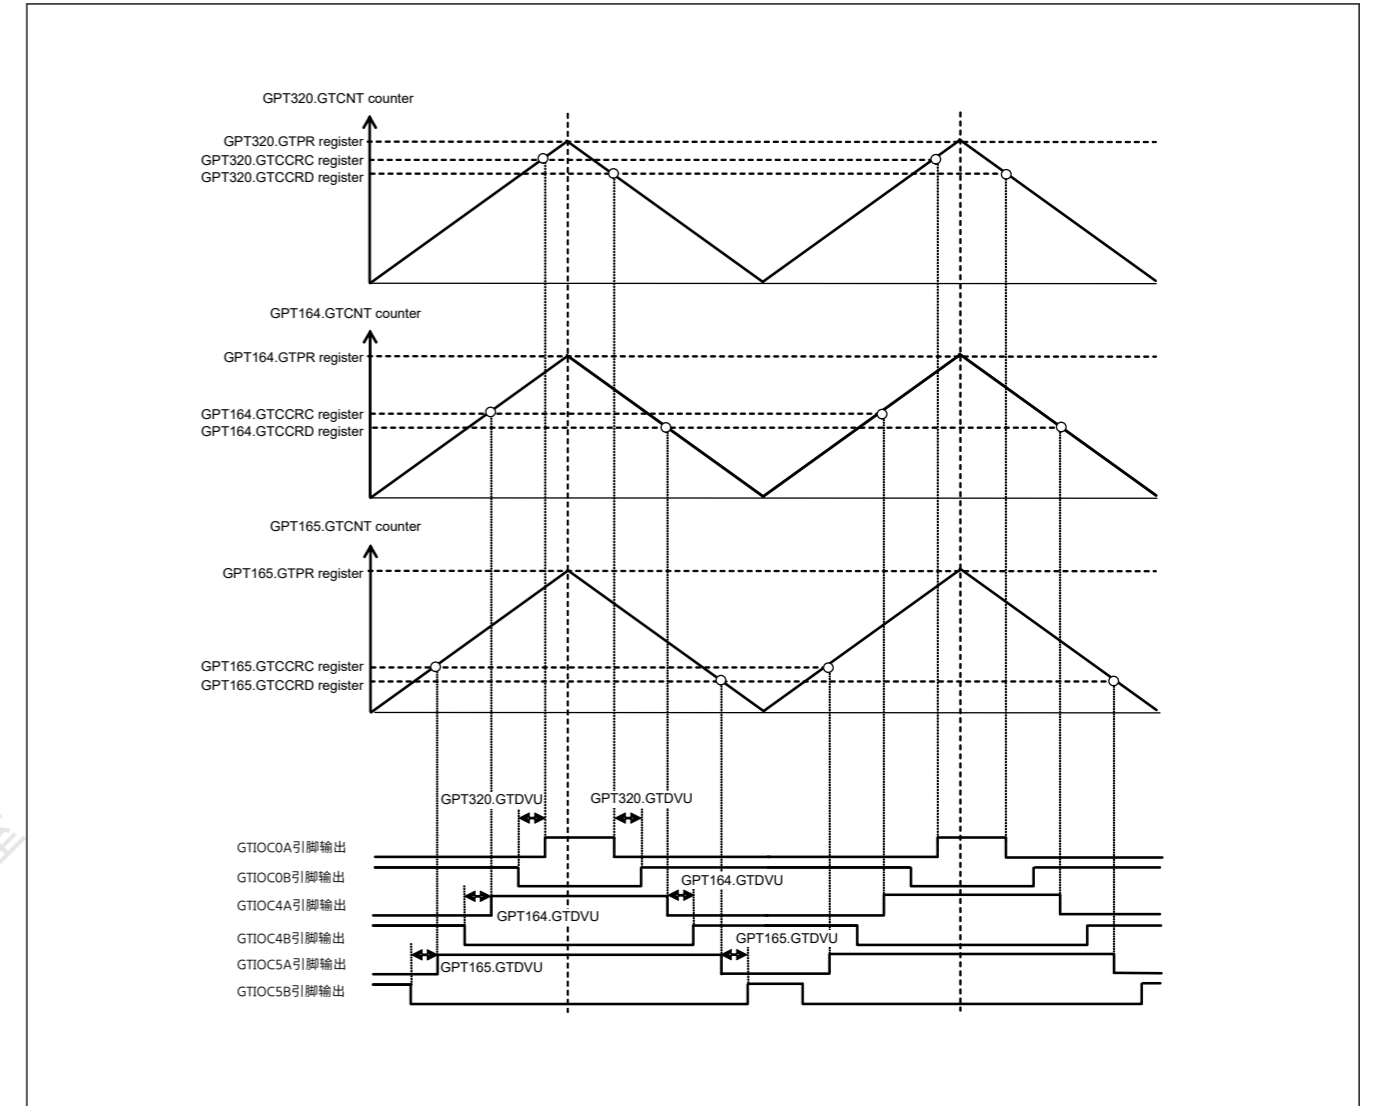 GPT320.GTCNT counter
GPT320.GTPR register
GPT320.GTCCRC register
GPT320.GTCCRD register
GPT164.GTCNT counter
GPT164.GTPR register
GPT164.GTCCRC register
GPT164.GTCCRD register
GPT165.GTCNT counter
GPT165.GTPR register
GPT165.GTCCRC register
GPT165.GTCCRD register
GPT320.GTDVU GPT320.GTDVU
GTIOC0A引脚输出
GTIOC0B引脚输出
GPT164.GTDVU
GTIOC4A引脚输出
GPT164.GTDVU
GTIOC4B引脚输出
GPT165.GTDVU
GTIOC5A引脚输出
GPT165.GTDVU
GTIOC5B引脚输出